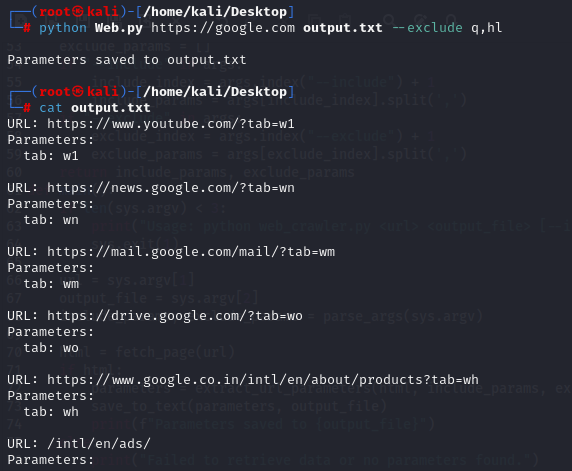 ┌──(root㉿kali)-[/home/kali/Desktop]
└─# python Web.py https://google.com output.txt --exclude q,hl
Parameters saved to output.txt
┌──(root㉿kali)-[/home/kali/Desktop]
└─# cat output.txt
URL: https://www.youtube.com/?tab=w1
Parameters:
  tab: w1
URL: https://news.google.com/?tab=wn
Parameters:
  tab: wn
URL: https://mail.google.com/mail/?tab=wm
Parameters:
  tab: wm
URL: https://drive.google.com/?tab=wo
Parameters:
  tab: wo
URL: https://www.google.co.in/intl/en/about/products?tab=wh
Parameters:
  tab: wh
URL: /intl/en/ads/
Parameters: